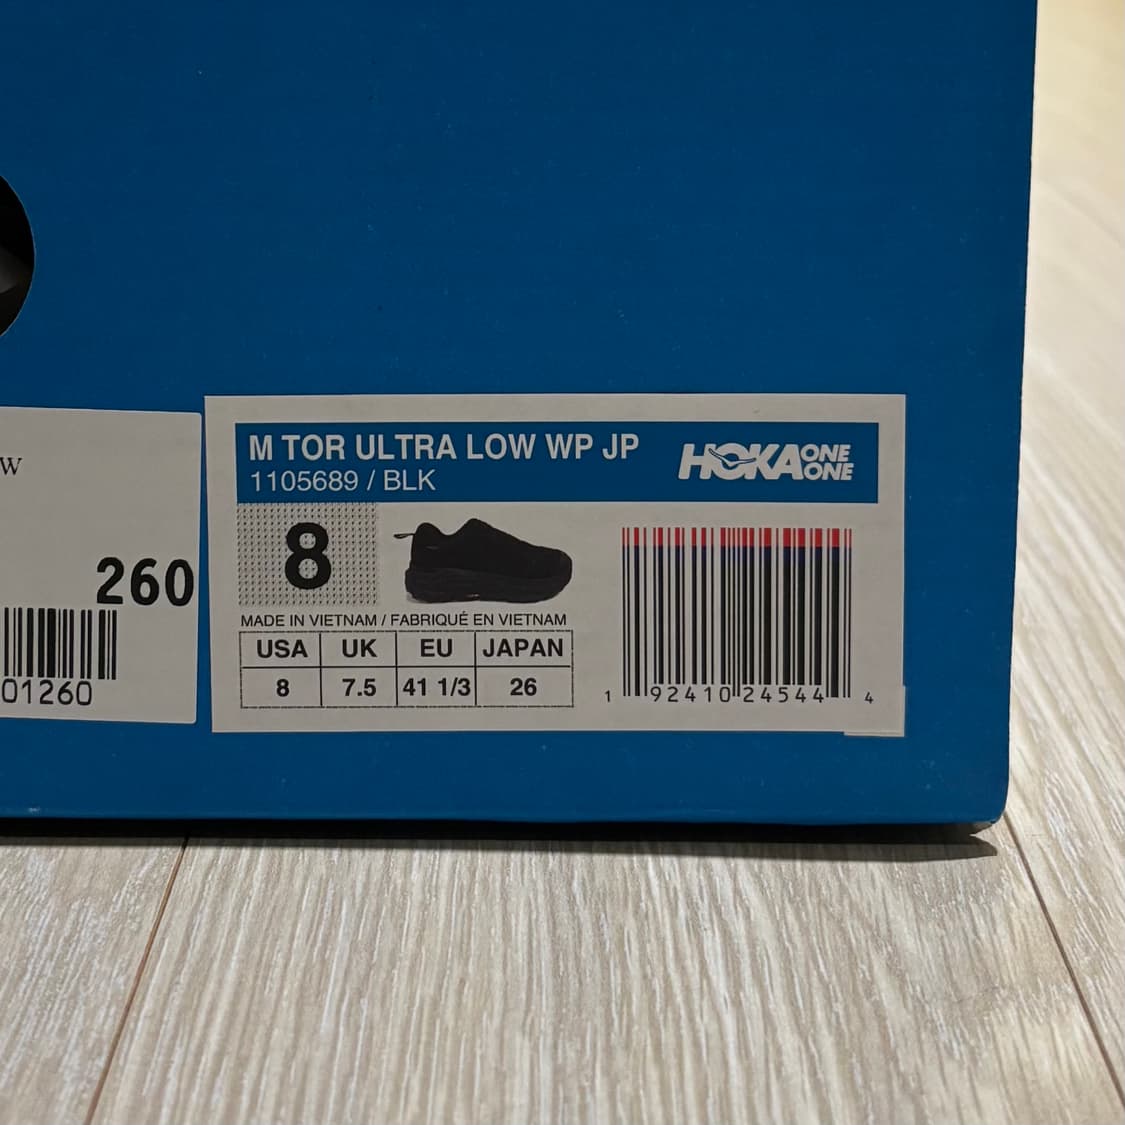 W
260
01260
M TOR ULTRA LOW WP JP
1105689 / BLK
HOKA ONE ONE
8
MADE IN VIETNAM / FABRIQUÉ EN VIETNAM
USA UK EU JAPAN
8 7.5 41 1/3 26
1 92410 24544 4